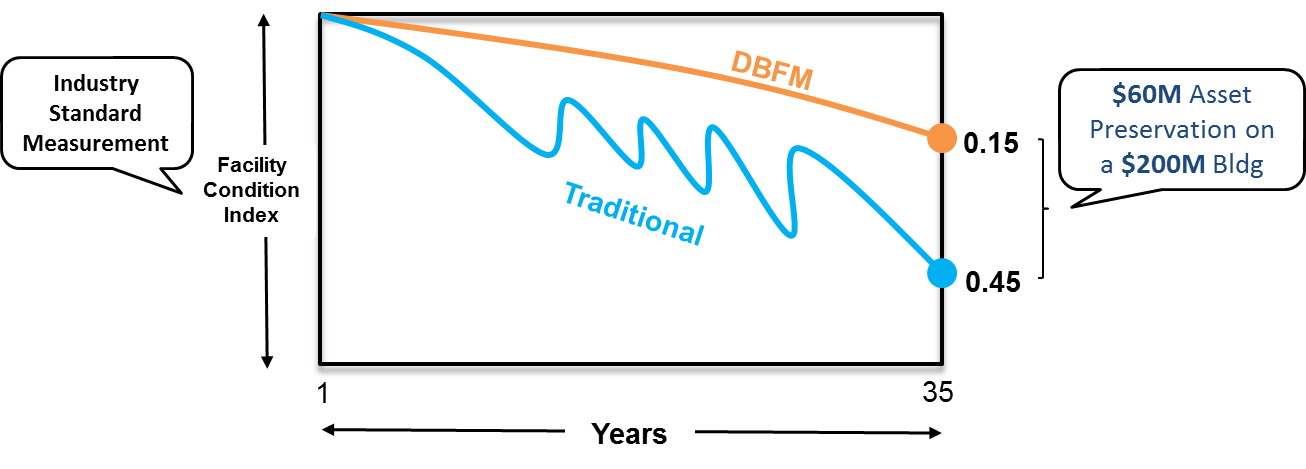 Industry
Standard
Measurement
Facility
Condition
Index
DBFM
Traditional
0.15
0.45
$60M Asset
Preservation on
a $200M Bldg
1
35
Years